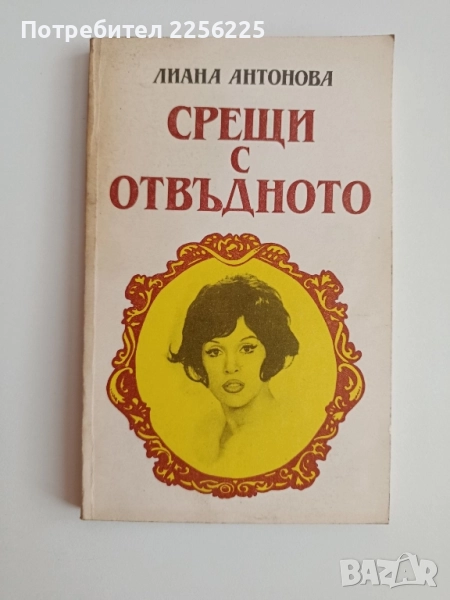 Потребител 2256225
ЛИАНА АНТОНОВА
СРЕЩИ
С
ОТВЪДНОТО
BAZAR